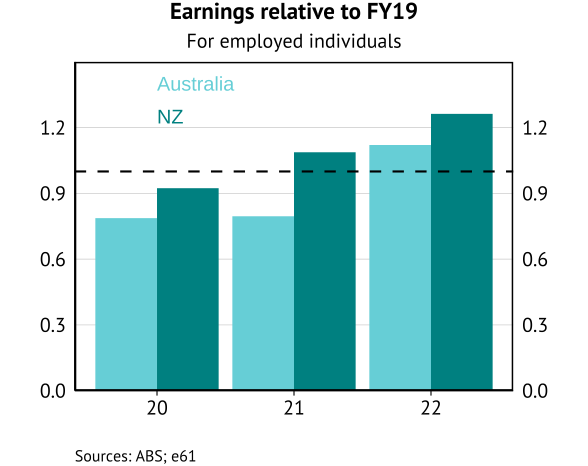 Earnings relative to FY19
For employed individuals
Australia
NZ
1.2 1.2
0.9 0.9
0.6 0.6
0.3 0.3
0.0 0.0
20 21 22
Sources: ABS; e61